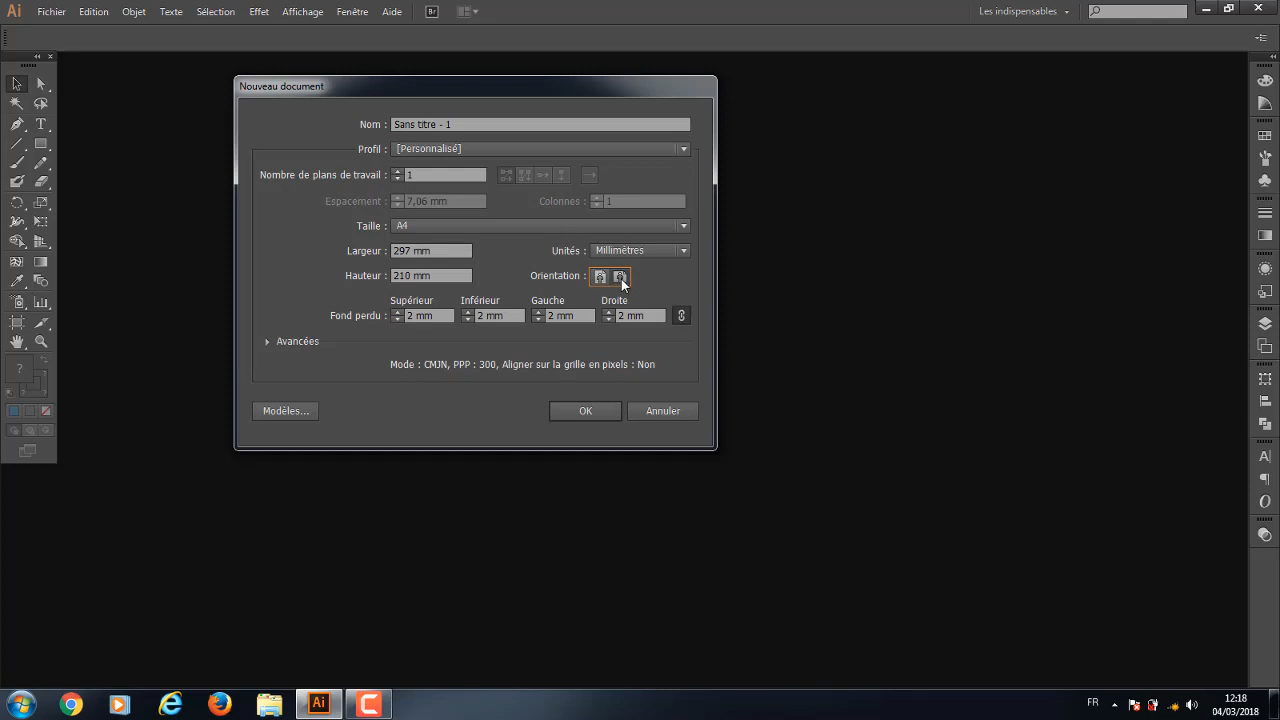 Ai Fichier Edition Objet Texte Sélection Effet Affichage Fenêtre Aide Br Les indispensables
Nouveau document
Nom : Sans titre - 1
Profil : [Personnalisé]
Nombre de plans de travail : 1
Espacement : 7,06 mm Colonnes : 1
Taille : A4
Largeur : 297 mm Unités : Millimètres
Hauteur : 210 mm Orientation :
Supérieur Inférieur Gauche Droite
Fond perdu : 2 mm 2 mm 2 mm 2 mm
Avancées
Mode : CMJN, PPP : 300, Aligner sur la grille en pixels : Non
Modèles... OK Annuler
Ai FR 12:18
04/03/2018